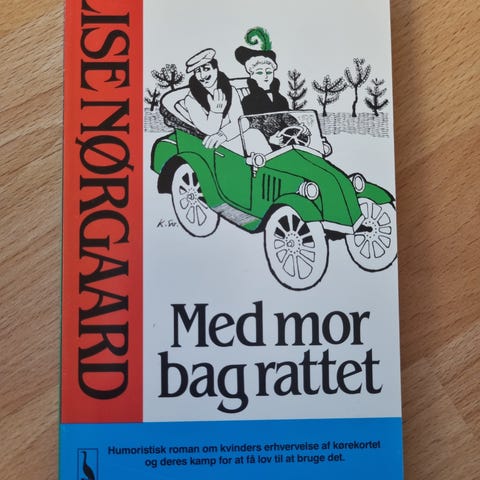 LISE NØRGAARD
K. Sør.
Med mor
bag rattet
Humoristisk roman om kvinders erhvervelse af kørekortet
og deres kamp for at få lov til at bruge det.